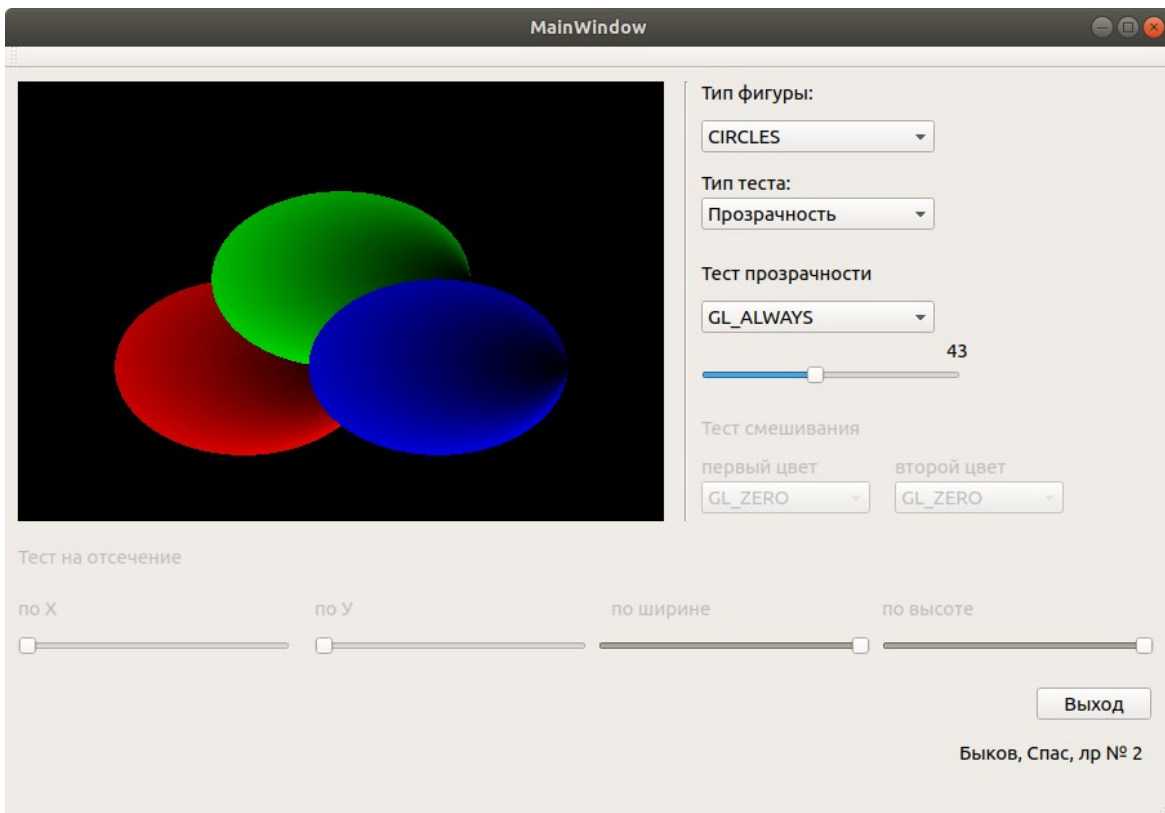 MainWindow
Тип фигуры:
CIRCLES
Тип теста:
Прозрачность
Тест прозрачности
GL_ALWAYS
43
Тест смешивания
первый цвет второй цвет
GL_ZERO GL_ZERO
Тест на отсечение
по X по У по ширине по высоте
Выход
Быков, Спас, лр № 2